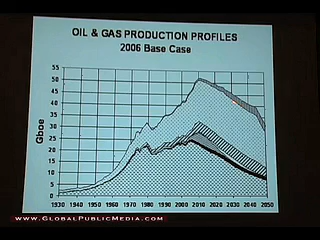 OIL & GAS PRODUCTION PROFILES
2006 Base Case
Gboe
55
50
45
40
35
30
25
20
15
10
5
0
1930 1940 1950 1960 1970 1980 1990 2000 2010 2020 2030 2040 2050
www.GlobalPublicMedia.com